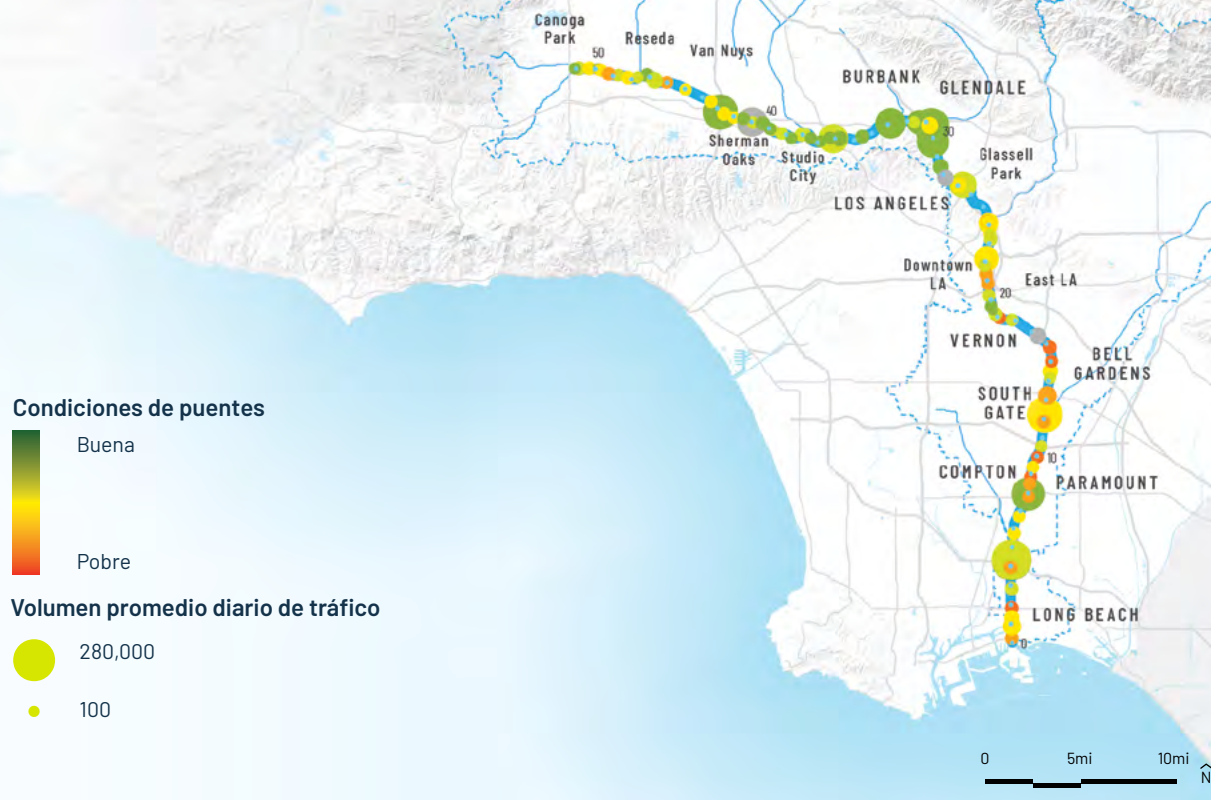 Canoga
Park
50
Reseda
Van Nuys
BURBANK
GLENDALE
40
30
Sherman
Oaks
Studio
City
Glassell
Park
LOS ANGELES
Downtown
LA
East LA
20
VERNON
BELL
GARDENS
SOUTH
GATE
10
COMPTON
PARAMOUNT
LONG BEACH
0
Condiciones de puentes
Buena
Pobre
Volumen promedio diario de tráfico
280,000
100
0 5mi 10mi
N